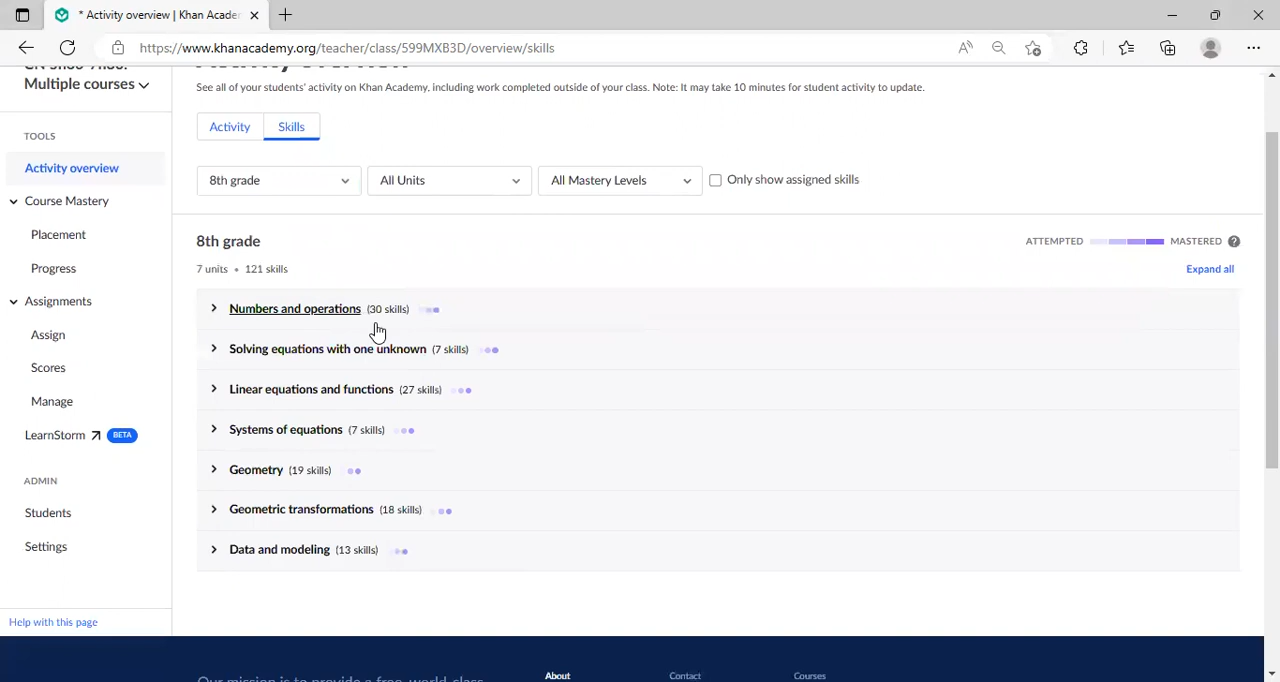 * Activity overview | Khan Acader
https://www.khanacademy.org/teacher/class/599MXB3D/overview/skills
Multiple courses
Activity overview
See all of your students' activity on Khan Academy, including work completed outside of your class. Note: It may take 10 minutes for student activity to update.
TOOLS
Activity overview
Course Mastery
Placement
Progress
Assignments
Assign
Scores
Manage
LearnStorm BETA
ADMIN
Students
Settings
Help with this page
Activity Skills
8th grade All Units All Mastery Levels Only show assigned skills
8th grade
ATTEMPTED MASTERED ?
7 units • 121 skills
Expand all
Numbers and operations (30 skills)
Solving equations with one unknown (7 skills)
Linear equations and functions (27 skills)
Systems of equations (7 skills)
Geometry (19 skills)
Geometric transformations (18 skills)
Data and modeling (13 skills)
Our mission is to provide a free, world-class
About
Contact
Courses